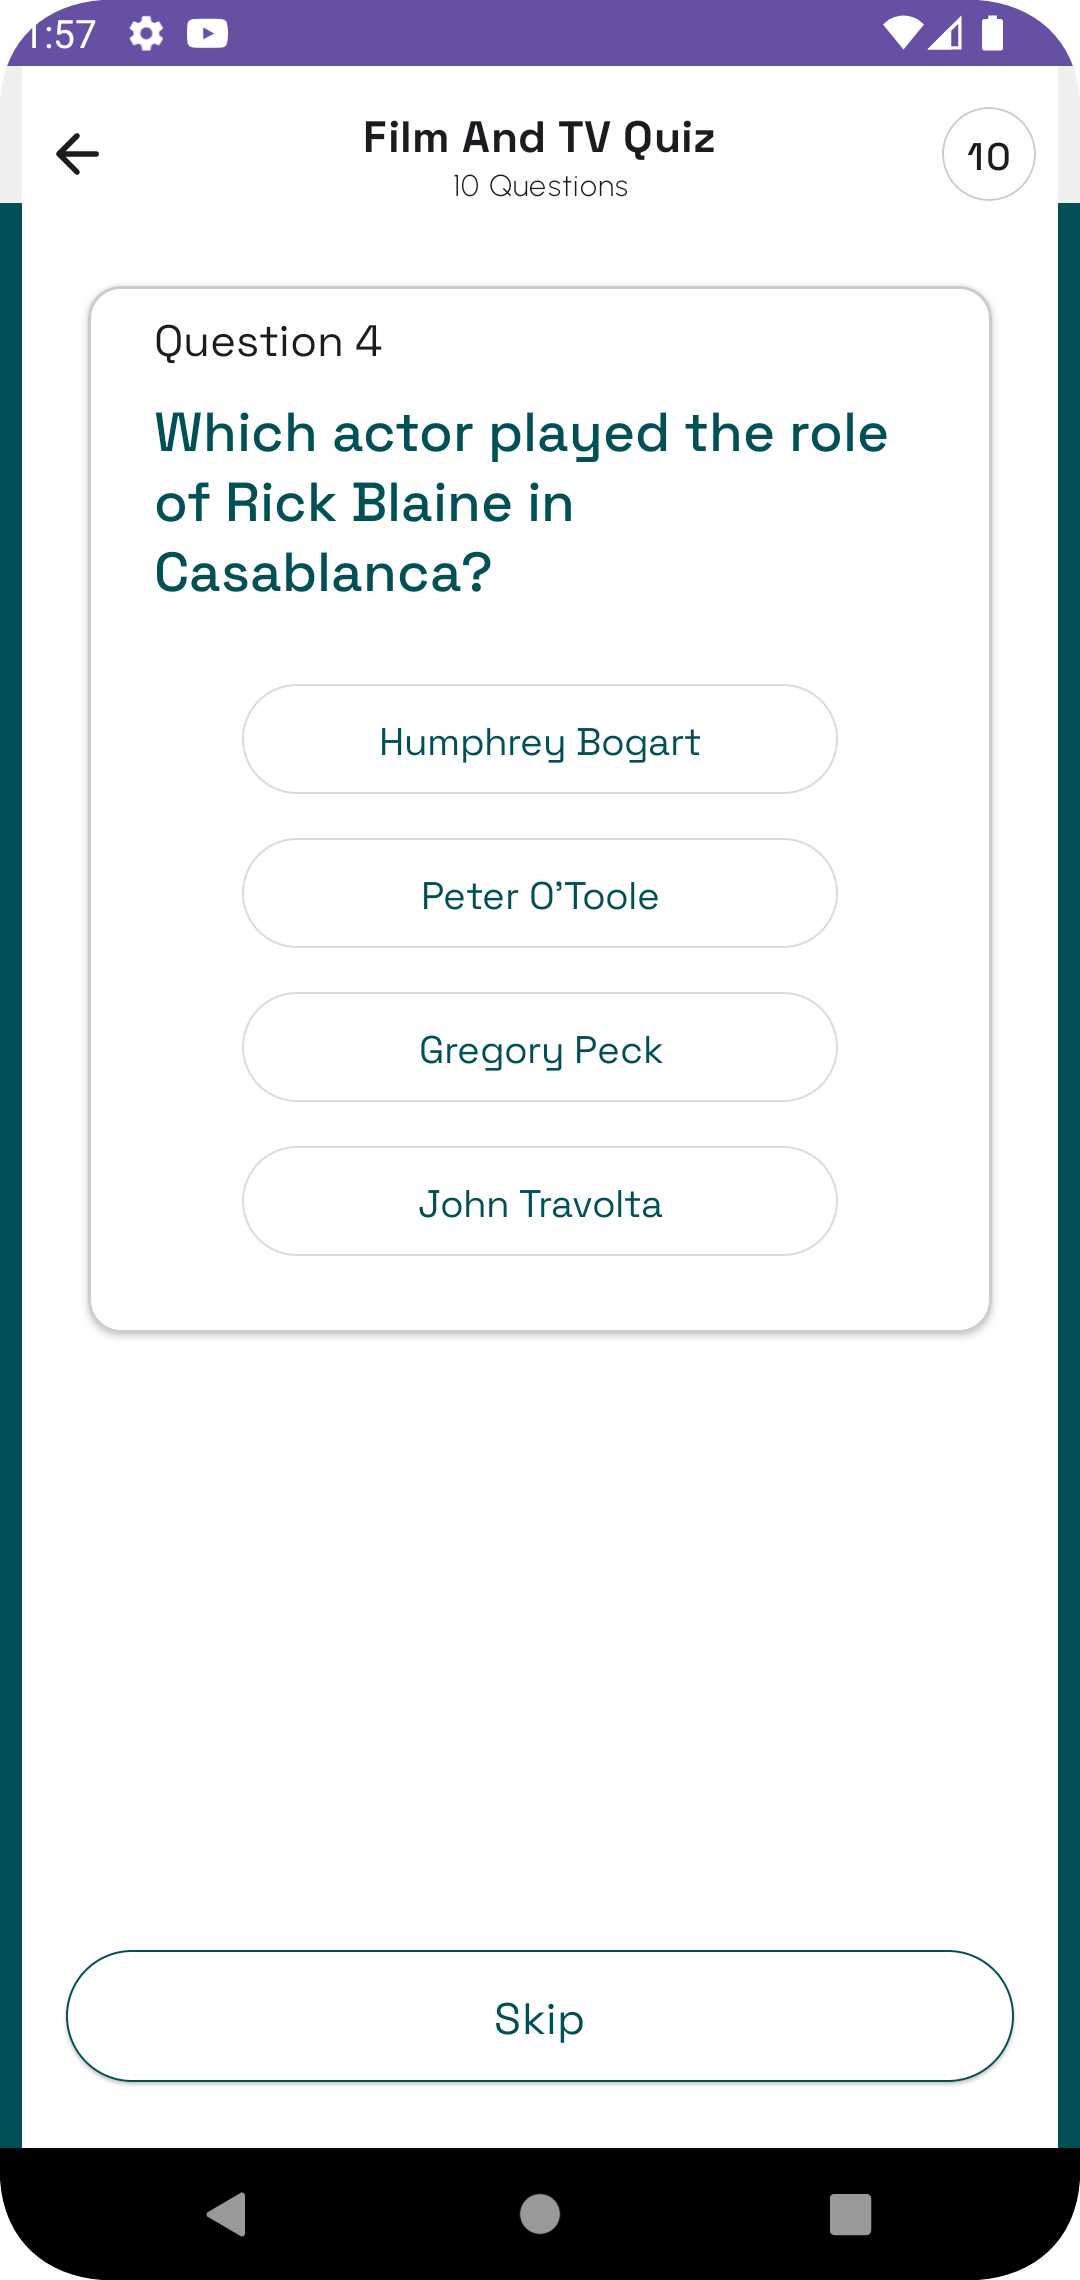 1:57
Film And TV Quiz
10 Questions
10
Question 4
Which actor played the role
of Rick Blaine in
Casablanca?
Humphrey Bogart
Peter O'Toole
Gregory Peck
John Travolta
Skip